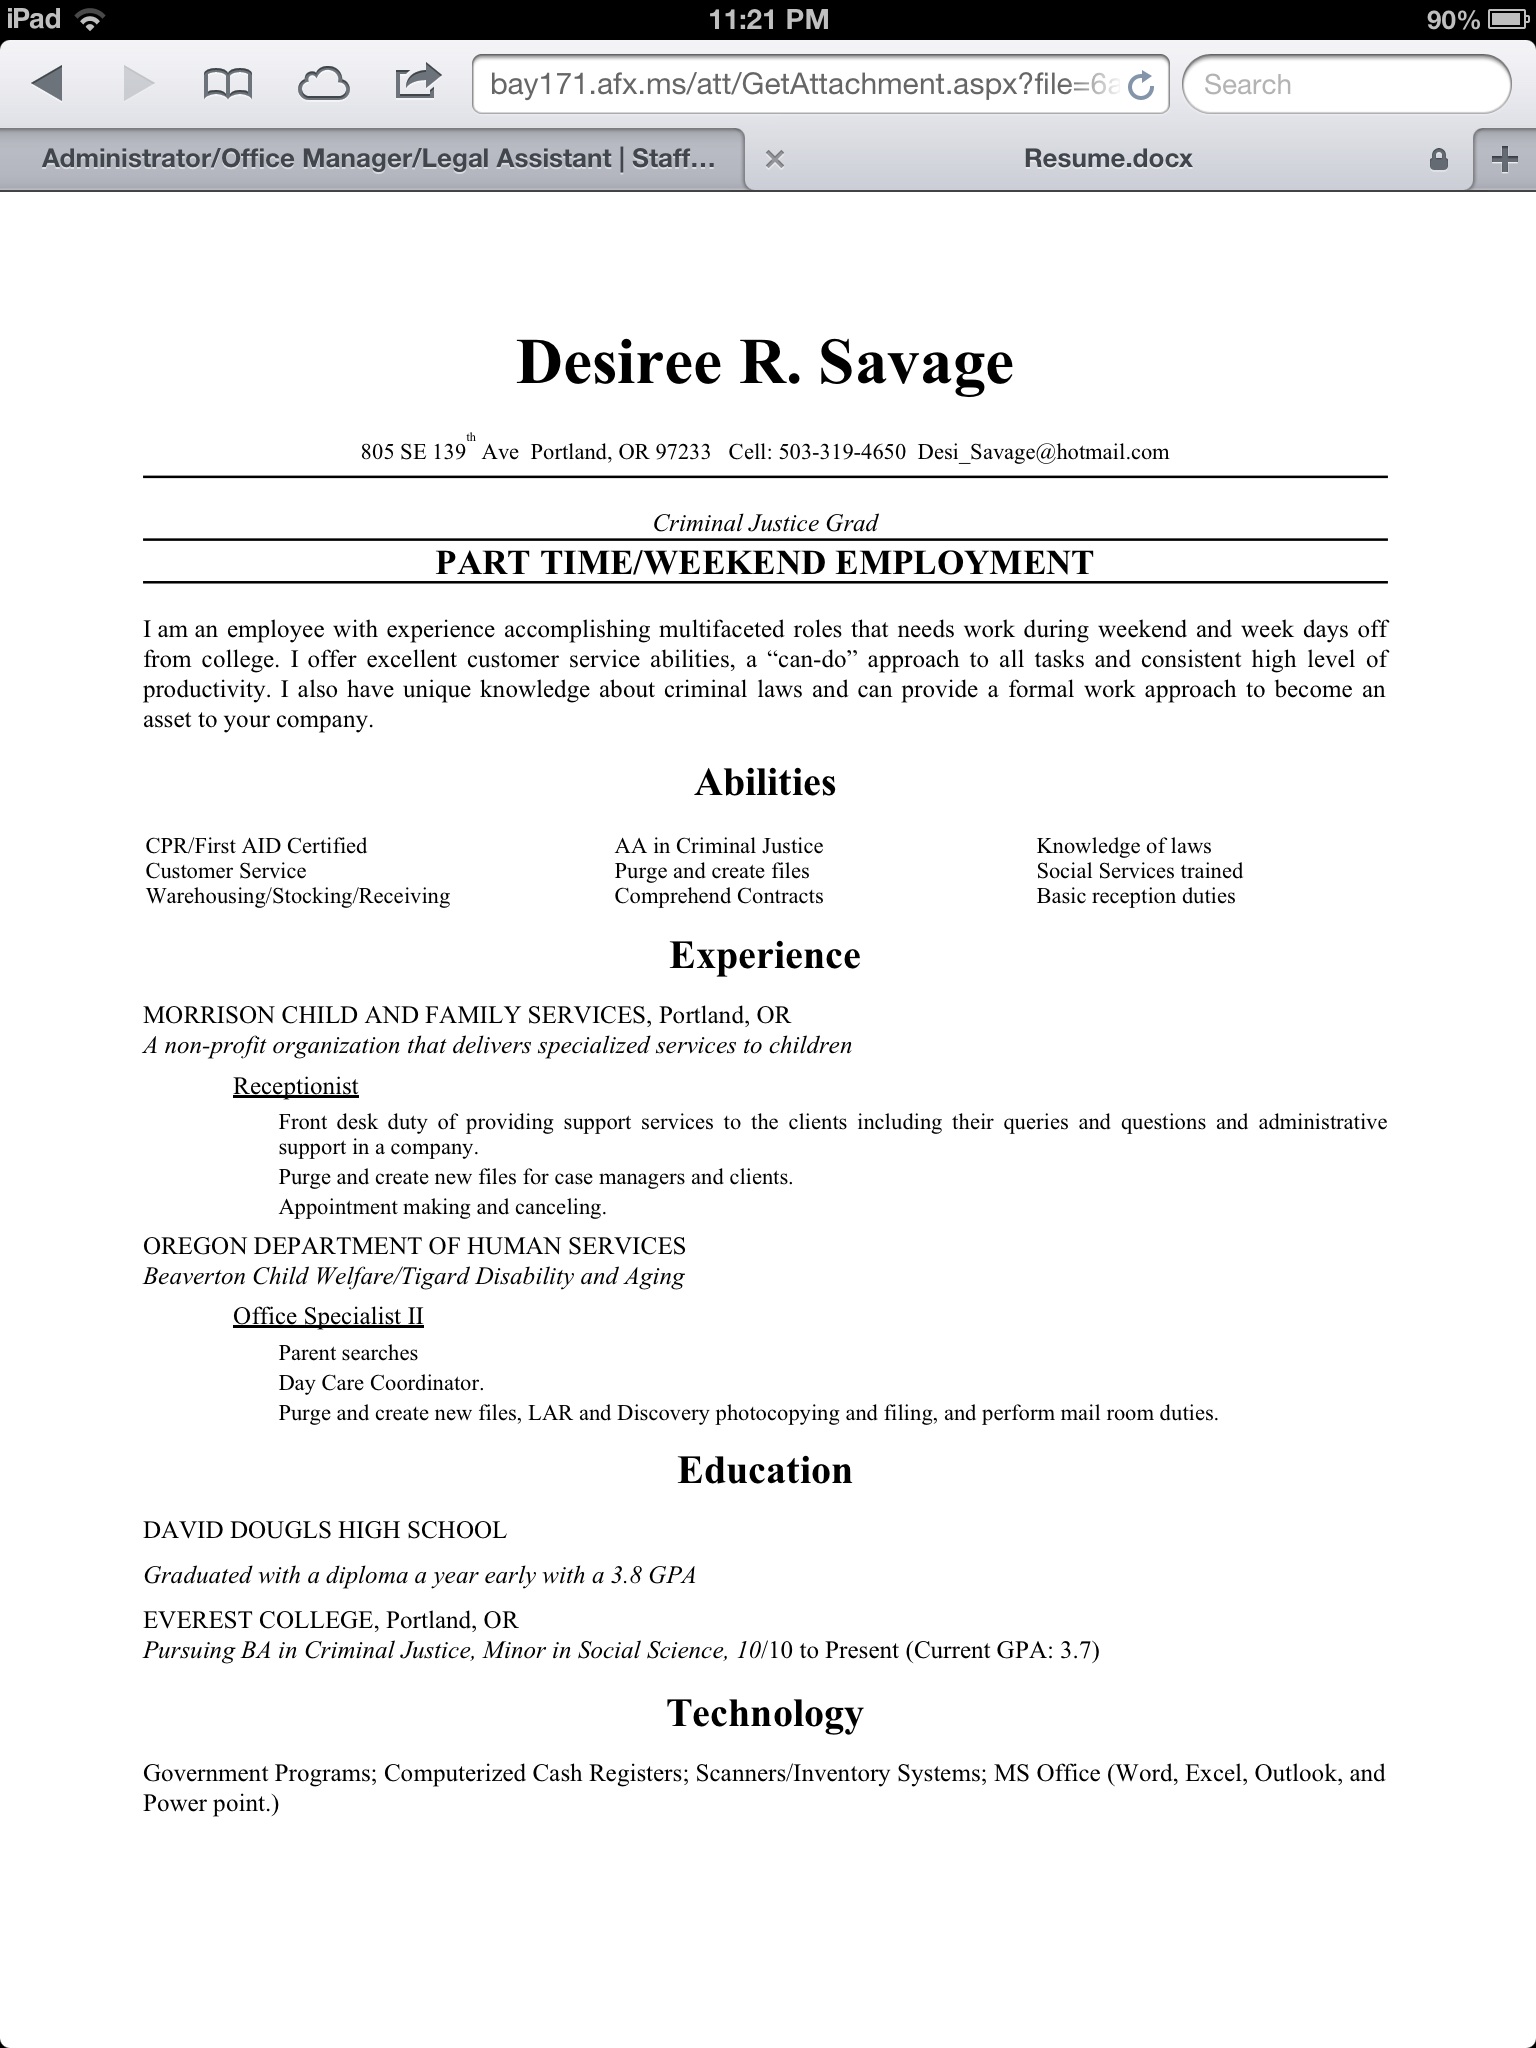 iPad 11:21 PM 90%
bay171.afx.ms/att/GetAttachment.aspx?file=6a Search
Administrator/Office Manager/Legal Assistant | Staff... Resume.docx
Desiree R. Savage
805 SE 139th Ave Portland, OR 97233 Cell: 503-319-4650 Desi_Savage@hotmail.com
Criminal Justice Grad
PART TIME/WEEKEND EMPLOYMENT
I am an employee with experience accomplishing multifaceted roles that needs work during weekend and week days off
from college. I offer excellent customer service abilities, a “can-do” approach to all tasks and consistent high level of
productivity. I also have unique knowledge about criminal laws and can provide a formal work approach to become an
asset to your company.
Abilities
CPR/First AID Certified AA in Criminal Justice Knowledge of laws
Customer Service Purge and create files Social Services trained
Warehousing/Stocking/Receiving Comprehend Contracts Basic reception duties
Experience
MORRISON CHILD AND FAMILY SERVICES, Portland, OR
A non-profit organization that delivers specialized services to children
Receptionist
Front desk duty of providing support services to the clients including their queries and questions and administrative
support in a company.
Purge and create new files for case managers and clients.
Appointment making and canceling.
OREGON DEPARTMENT OF HUMAN SERVICES
Beaverton Child Welfare/Tigard Disability and Aging
Office Specialist II
Parent searches
Day Care Coordinator.
Purge and create new files, LAR and Discovery photocopying and filing, and perform mail room duties.
Education
DAVID DOUGLS HIGH SCHOOL
Graduated with a diploma a year early with a 3.8 GPA
EVEREST COLLEGE, Portland, OR
Pursuing BA in Criminal Justice, Minor in Social Science, 10/10 to Present (Current GPA: 3.7)
Technology
Government Programs; Computerized Cash Registers; Scanners/Inventory Systems; MS Office (Word, Excel, Outlook, and
Power point.)